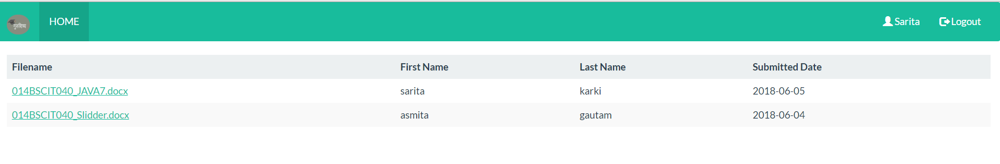 गुरुशिष्य
HOME
Sarita
Logout
Filename First Name Last Name Submitted Date
014BSCIT040_JAVA7.docx sarita karki 2018-06-05
014BSCIT040_Slidder.docx asmita gautam 2018-06-04